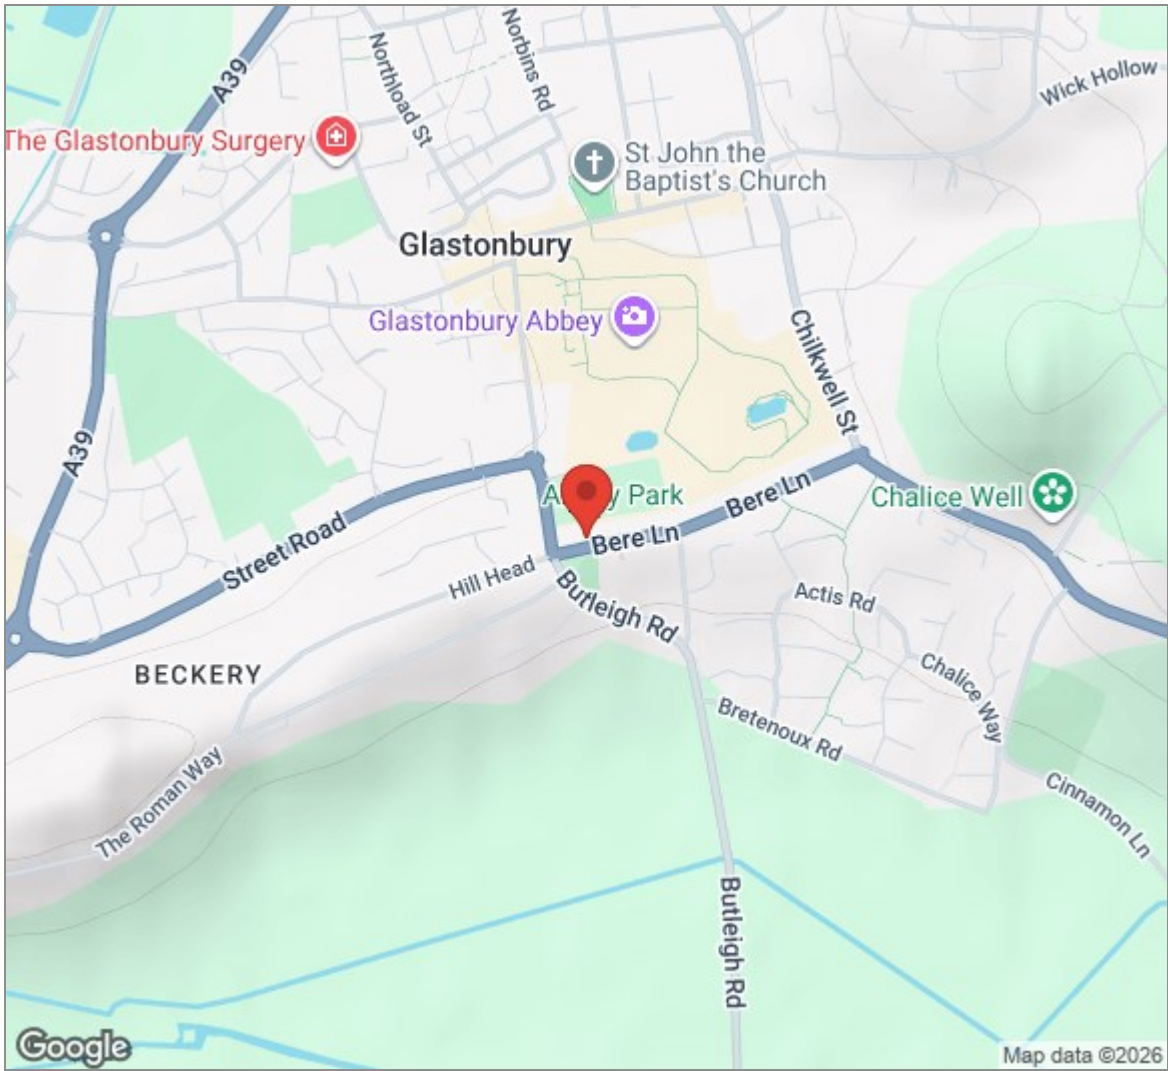 Norbins Rd
Northload St
A39
Wick Hollow
The Glastonbury Surgery
St John the
Baptist's Church
Glastonbury
Glastonbury Abbey
Chilkwell St
A39
Park
Chalice Well
Bere Ln
Bere Ln
Street Road
Hill Head
Butleigh Rd
Actis Rd
BECKERY
Chalice Way
Bretenoux Rd
The Roman Way
Cinnamon Ln
Butleigh Rd
Google
Map data ©2026